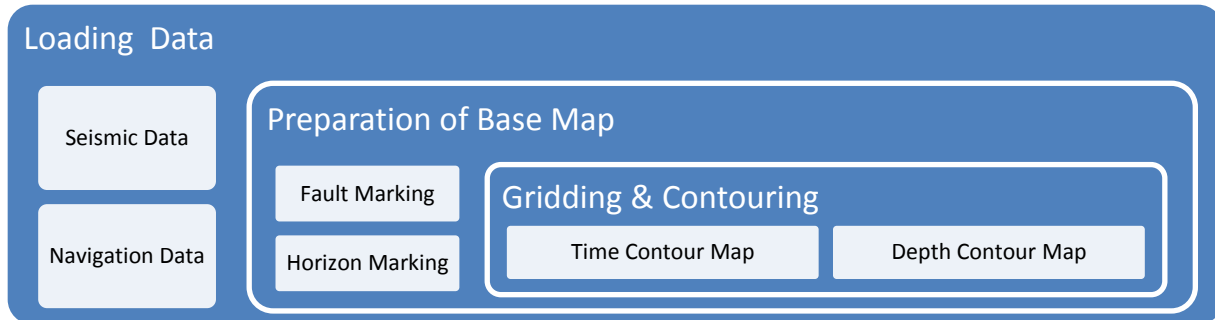 Loading Data
Seismic Data
Navigation Data
Preparation of Base Map
Fault Marking
Horizon Marking
Gridding & Contouring
Time Contour Map
Depth Contour Map